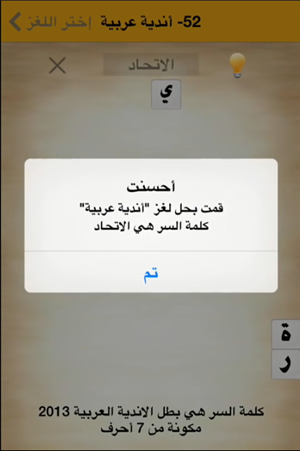 إختر اللغز 52- أندية عربية
الاتحاد
ي
أحسنت
قمت بحل لغز "أندية عربية"
كلمة السر هي الاتحاد
تم
ة
ر
كلمة السر هي بطل الاندية العربية 2013
مكونة من 7 أحرف